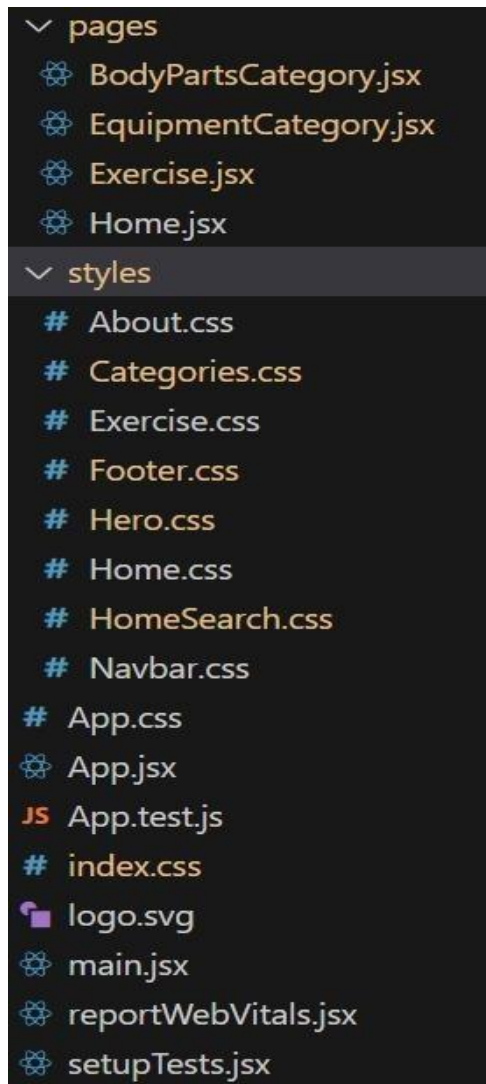 pages
BodyPartsCategory.jsx
EquipmentCategory.jsx
Exercise.jsx
Home.jsx
styles
# About.css
# Categories.css
# Exercise.css
# Footer.css
# Hero.css
# Home.css
# HomeSearch.css
# Navbar.css
# App.css
App.jsx
JS App.test.js
# index.css
logo.svg
main.jsx
reportWebVitals.jsx
setupTests.jsx